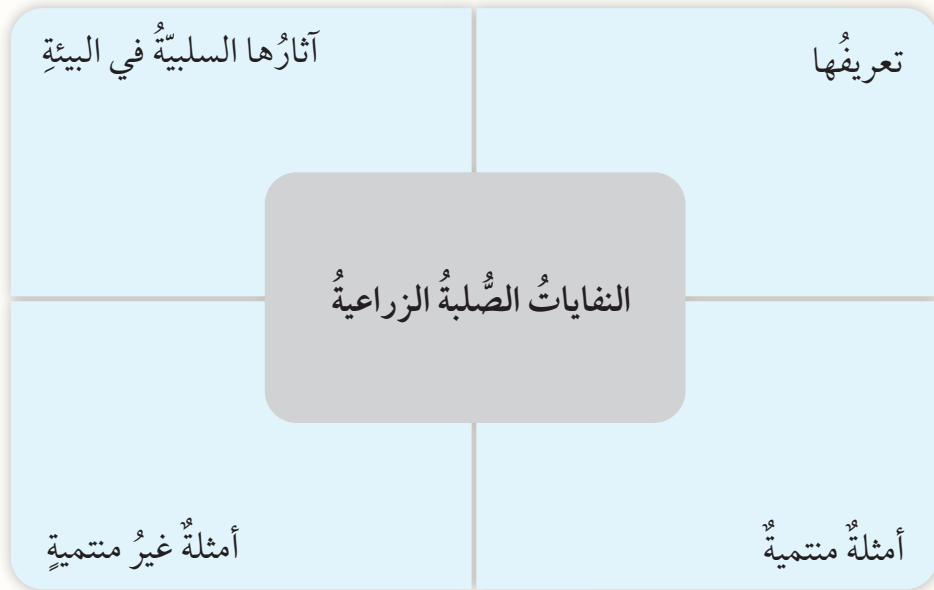 تعريفُها
آثارُها السلبيّةُ في البيئةِ
النفاياتُ الصُّلبةُ الزراعيةُ
أمثلةٌ منتميةٌ
أمثلةٌ غيرُ منتميةٍ